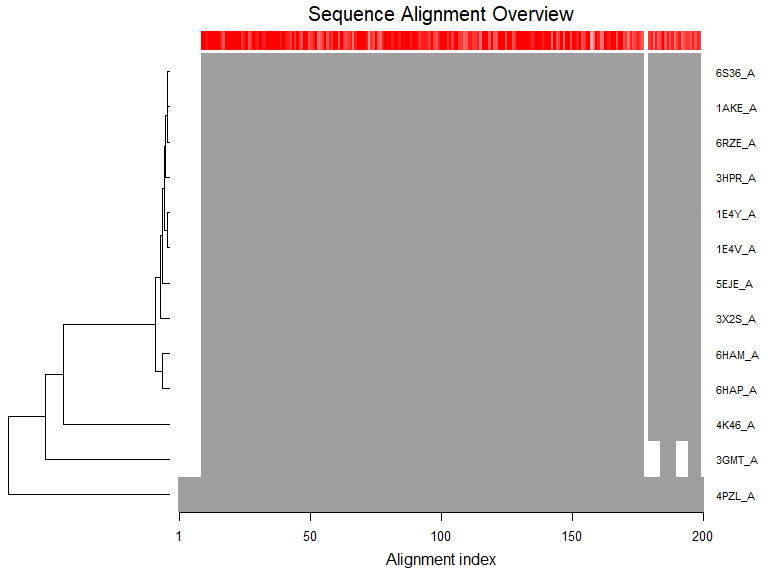 Sequence Alignment Overview
6S36_A
1AKE_A
6RZE_A
3HPR_A
1E4Y_A
1E4V_A
5EJE_A
3X2S_A
6HAM_A
6HAP_A
4K46_A
3GMT_A
4PZL_A
1 50 100 150 200
Alignment index